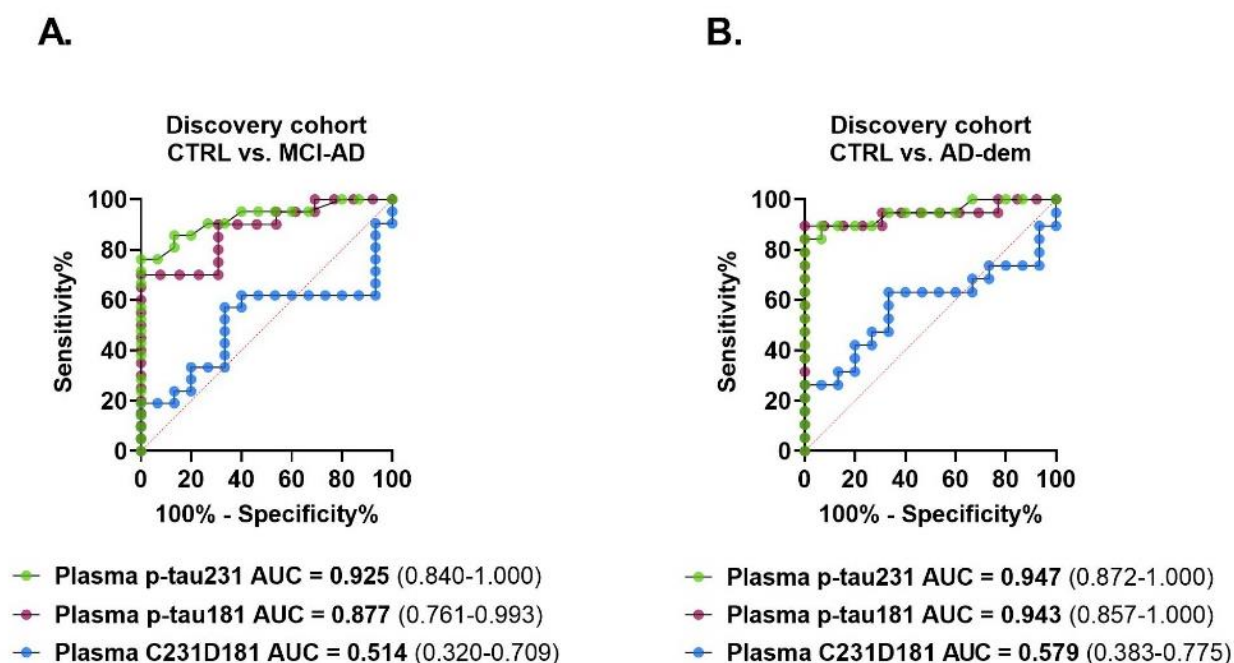 A.
Discovery cohort
CTRL vs. MCI-AD
100
80
60
40
20
0
Sensitivity%
0 20 40 60 80 100
100% - Specificity%
Plasma p-tau231 AUC = 0.925 (0.840-1.000)
Plasma p-tau181 AUC = 0.877 (0.761-0.993)
Plasma C231D181 AUC = 0.514 (0.320-0.709)
B.
Discovery cohort
CTRL vs. AD-dem
100
80
60
40
20
0
Sensitivity%
0 20 40 60 80 100
100% - Specificity%
Plasma p-tau231 AUC = 0.947 (0.872-1.000)
Plasma p-tau181 AUC = 0.943 (0.857-1.000)
Plasma C231D181 AUC = 0.579 (0.383-0.775)